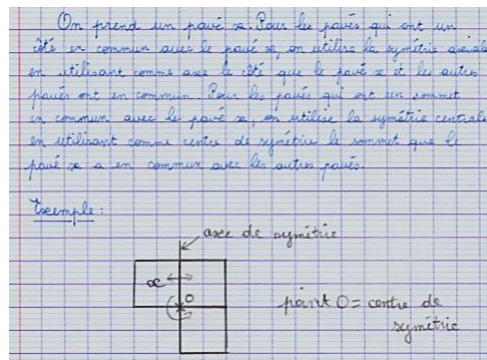 On prend un pavé x. Pour les pavés qui ont un
côté en commun avec le pavé x, on utilise la symétrie axiale
en utilisant comme axe le côté que le pavé x et les autres
pavés ont en commun. Pour les pavés qui ont un sommet
en commun avec le pavé x, on utilise la symétrie centrale
en utilisant comme centre de symétrie le sommet que le
pavé x a en commun avec les autres pavés.
Exemple :
axe de symétrie
x
O
point O = centre de
symétrie